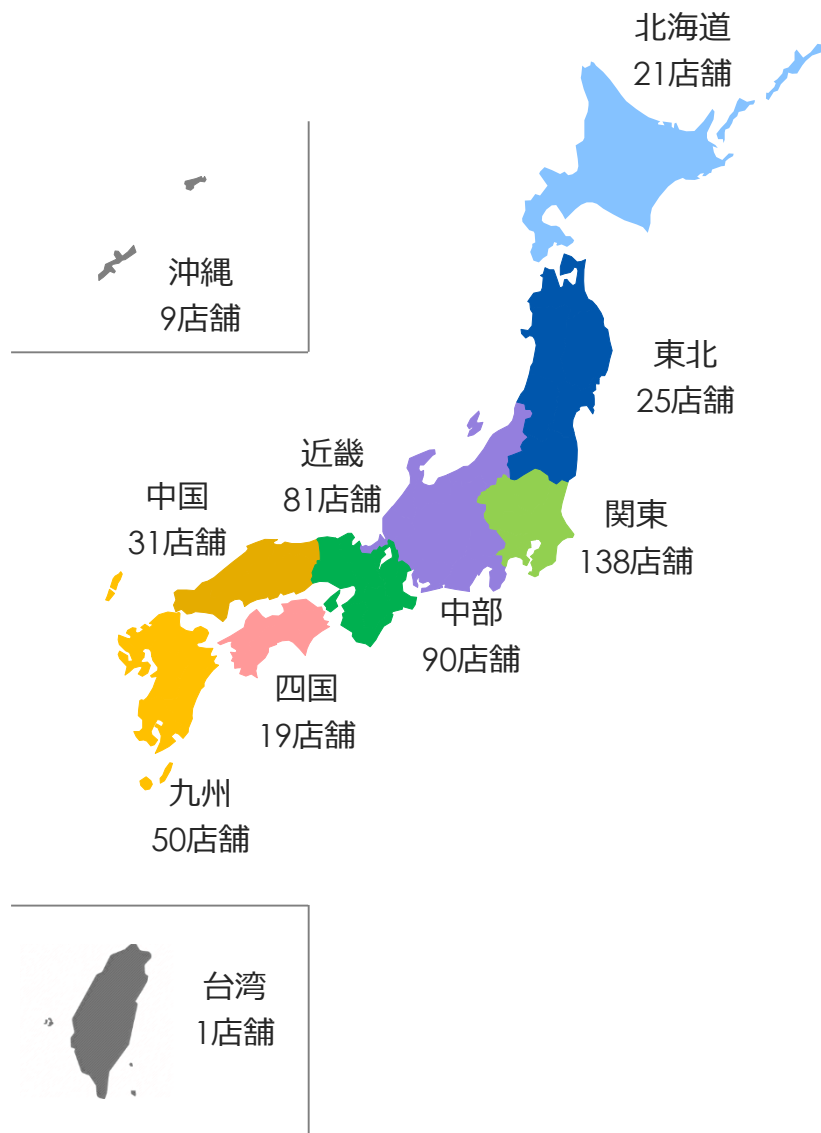 北海道
21店舗
沖縄
9店舗
東北
25店舗
近畿
81店舗
中国
31店舗
関東
138店舗
中部
90店舗
四国
19店舗
九州
50店舗
台湾
1店舗